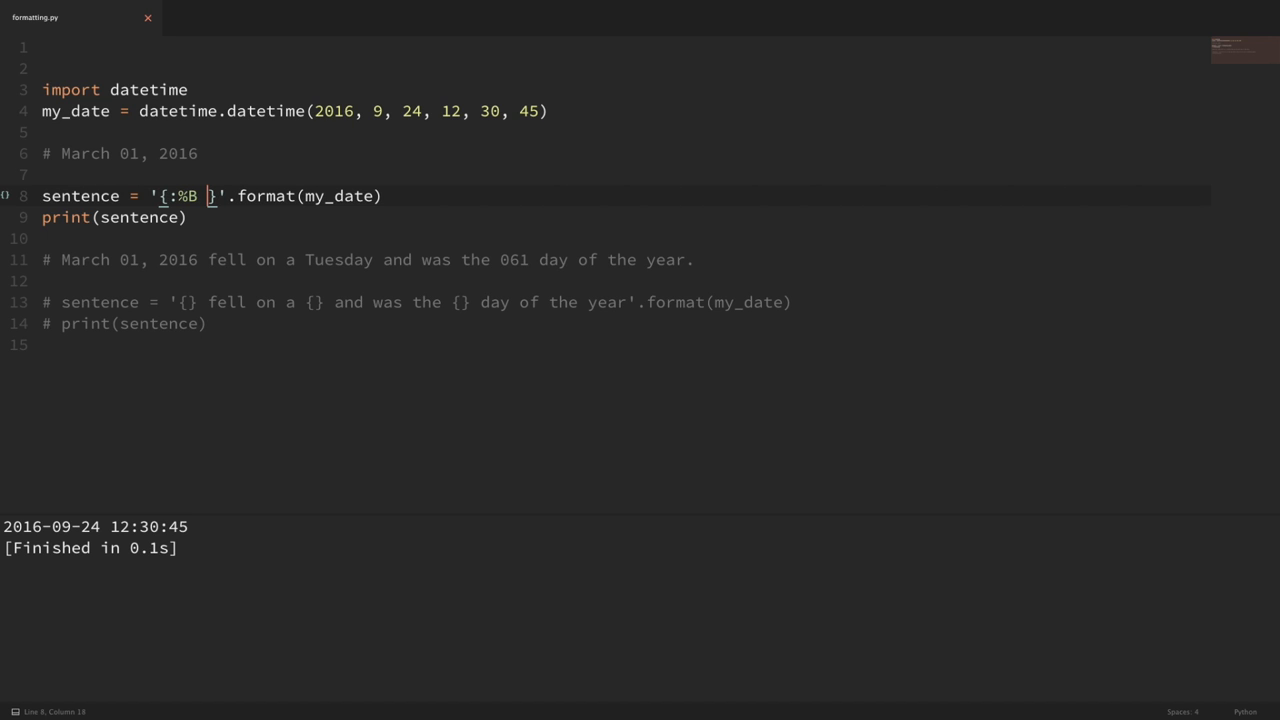 formatting.py
1
2
3 import datetime
4 my_date = datetime.datetime(2016, 9, 24, 12, 30, 45)
5
6 # March 01, 2016
7
{} 8 sentence = '{:%B }'.format(my_date)
9 print(sentence)
10
11 # March 01, 2016 fell on a Tuesday and was the 061 day of the year.
12
13 # sentence = '{} fell on a {} and was the {} day of the year'.format(my_date)
14 # print(sentence)
15
2016-09-24 12:30:45
[Finished in 0.1s]
Line 8, Column 18 Spaces: 4 Python